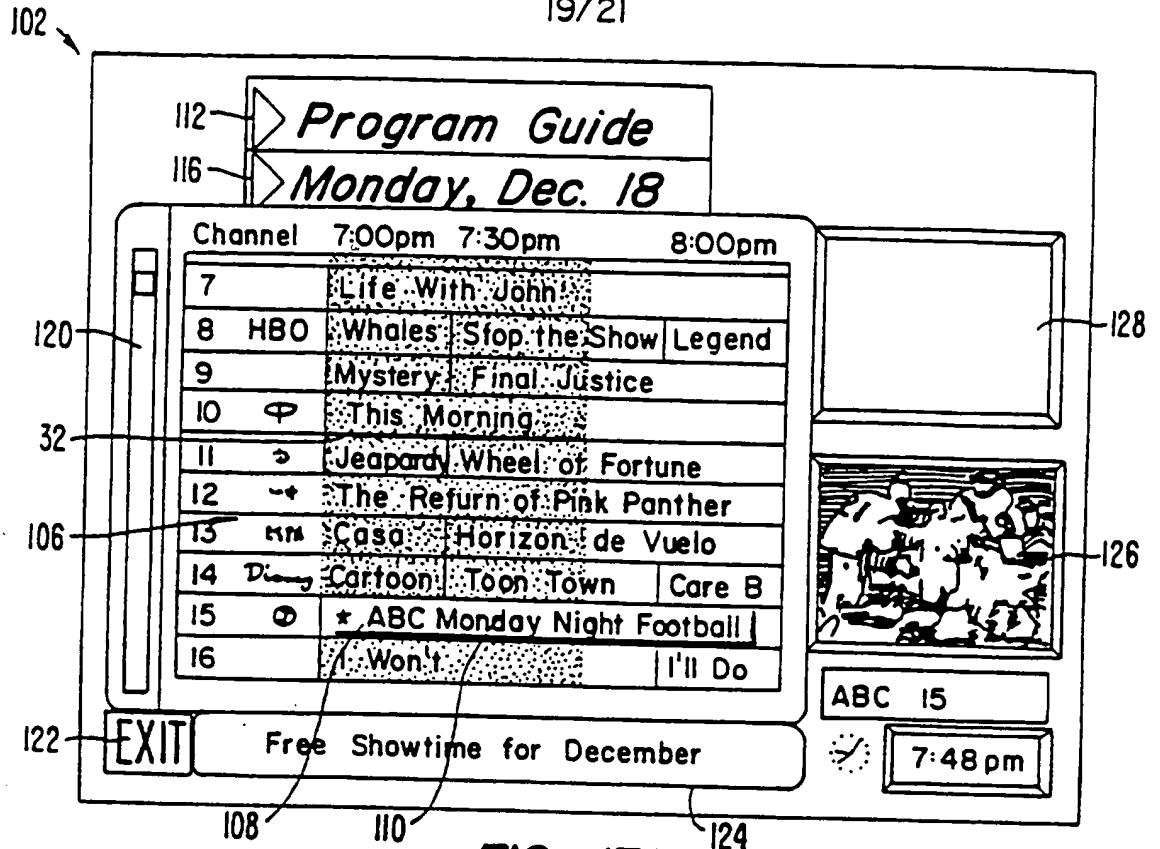 19/21
102
112 Program Guide
116 Monday, Dec. 18
Channel 7:00pm 7:30pm 8:00pm
7 Life With John
8 HBO Whales Stop the Show Legend
120
128
9 Mystery Final Justice
10 This Morning
32
11 Jeapardy Wheel of Fortune
12 The Return of Pink Panther
106
13 Casa Horizon de Vuelo
126
14 Disney Cartoon Toon Town Care B
15 ★ ABC Monday Night Football
16 I Won't I'll Do
ABC 15
122 EXIT Free Showtime for December
7:48pm
108 110 124